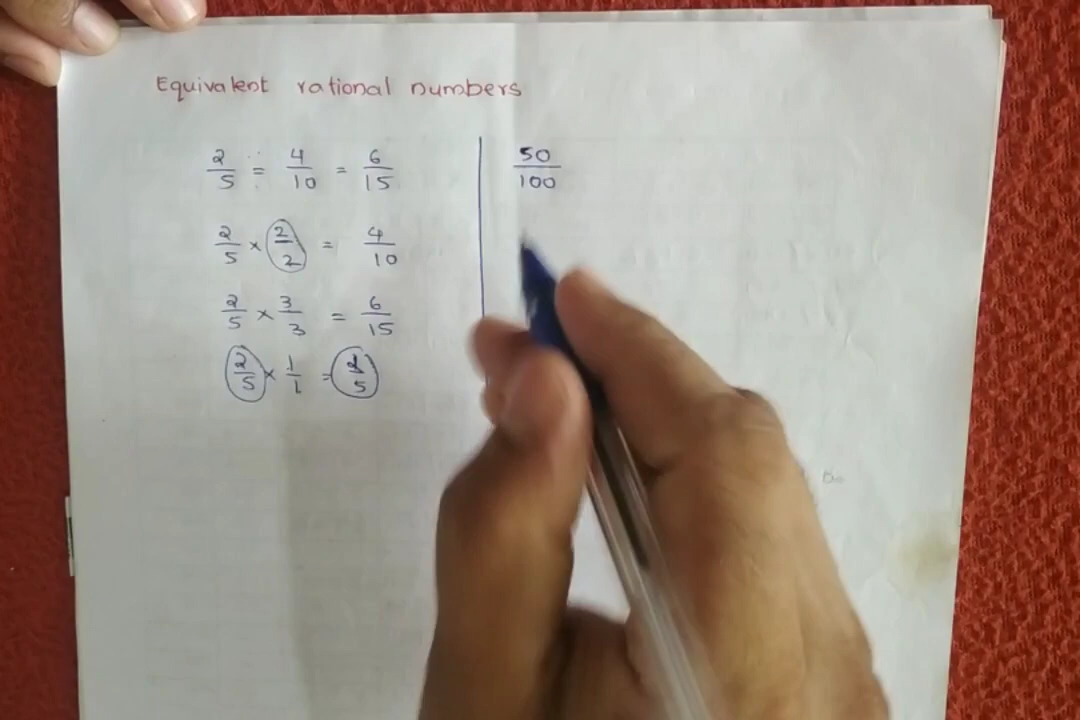 Equivalent rational numbers
2/5 = 4/10 = 6/15
2/5 × 2/2 = 4/10
2/5 × 3/3 = 6/15
2/5 × 1/1 = 2/5
50/100